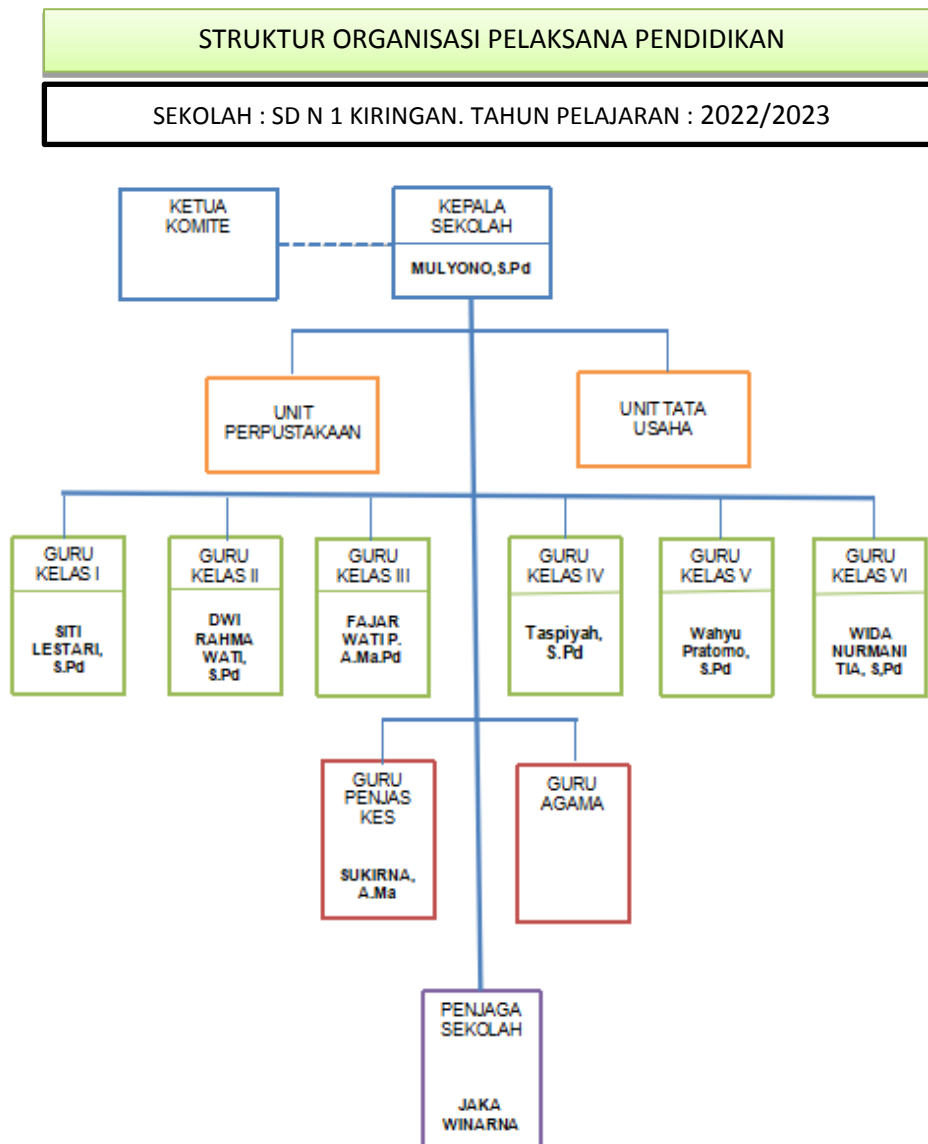 STRUKTUR ORGANISASI PELAKSANA PENDIDIKAN
SEKOLAH : SD N 1 KIRINGAN. TAHUN PELAJARAN : 2022/2023
KETUA
KOMITE
KEPALA
SEKOLAH
MULYONO,S.Pd
UNIT
PERPUSTAKAAN
UNIT TATA
USAHA
GURU
KELAS I
SITI
LESTARI,
S.Pd
GURU
KELAS II
DWI
RAHMA
WATI,
S.Pd
GURU
KELAS III
FAJAR
WATI P.
A.Ma.Pd
GURU
KELAS IV
Taspiyah,
S.Pd
GURU
KELAS V
Wahyu
Pratomo,
S.Pd
GURU
KELAS VI
WIDA
NURMANI
TIA, S,Pd
GURU
PENJAS
KES
SUKIRNA,
A.Ma
GURU
AGAMA
PENJAGA
SEKOLAH
JAKA
WINARNA